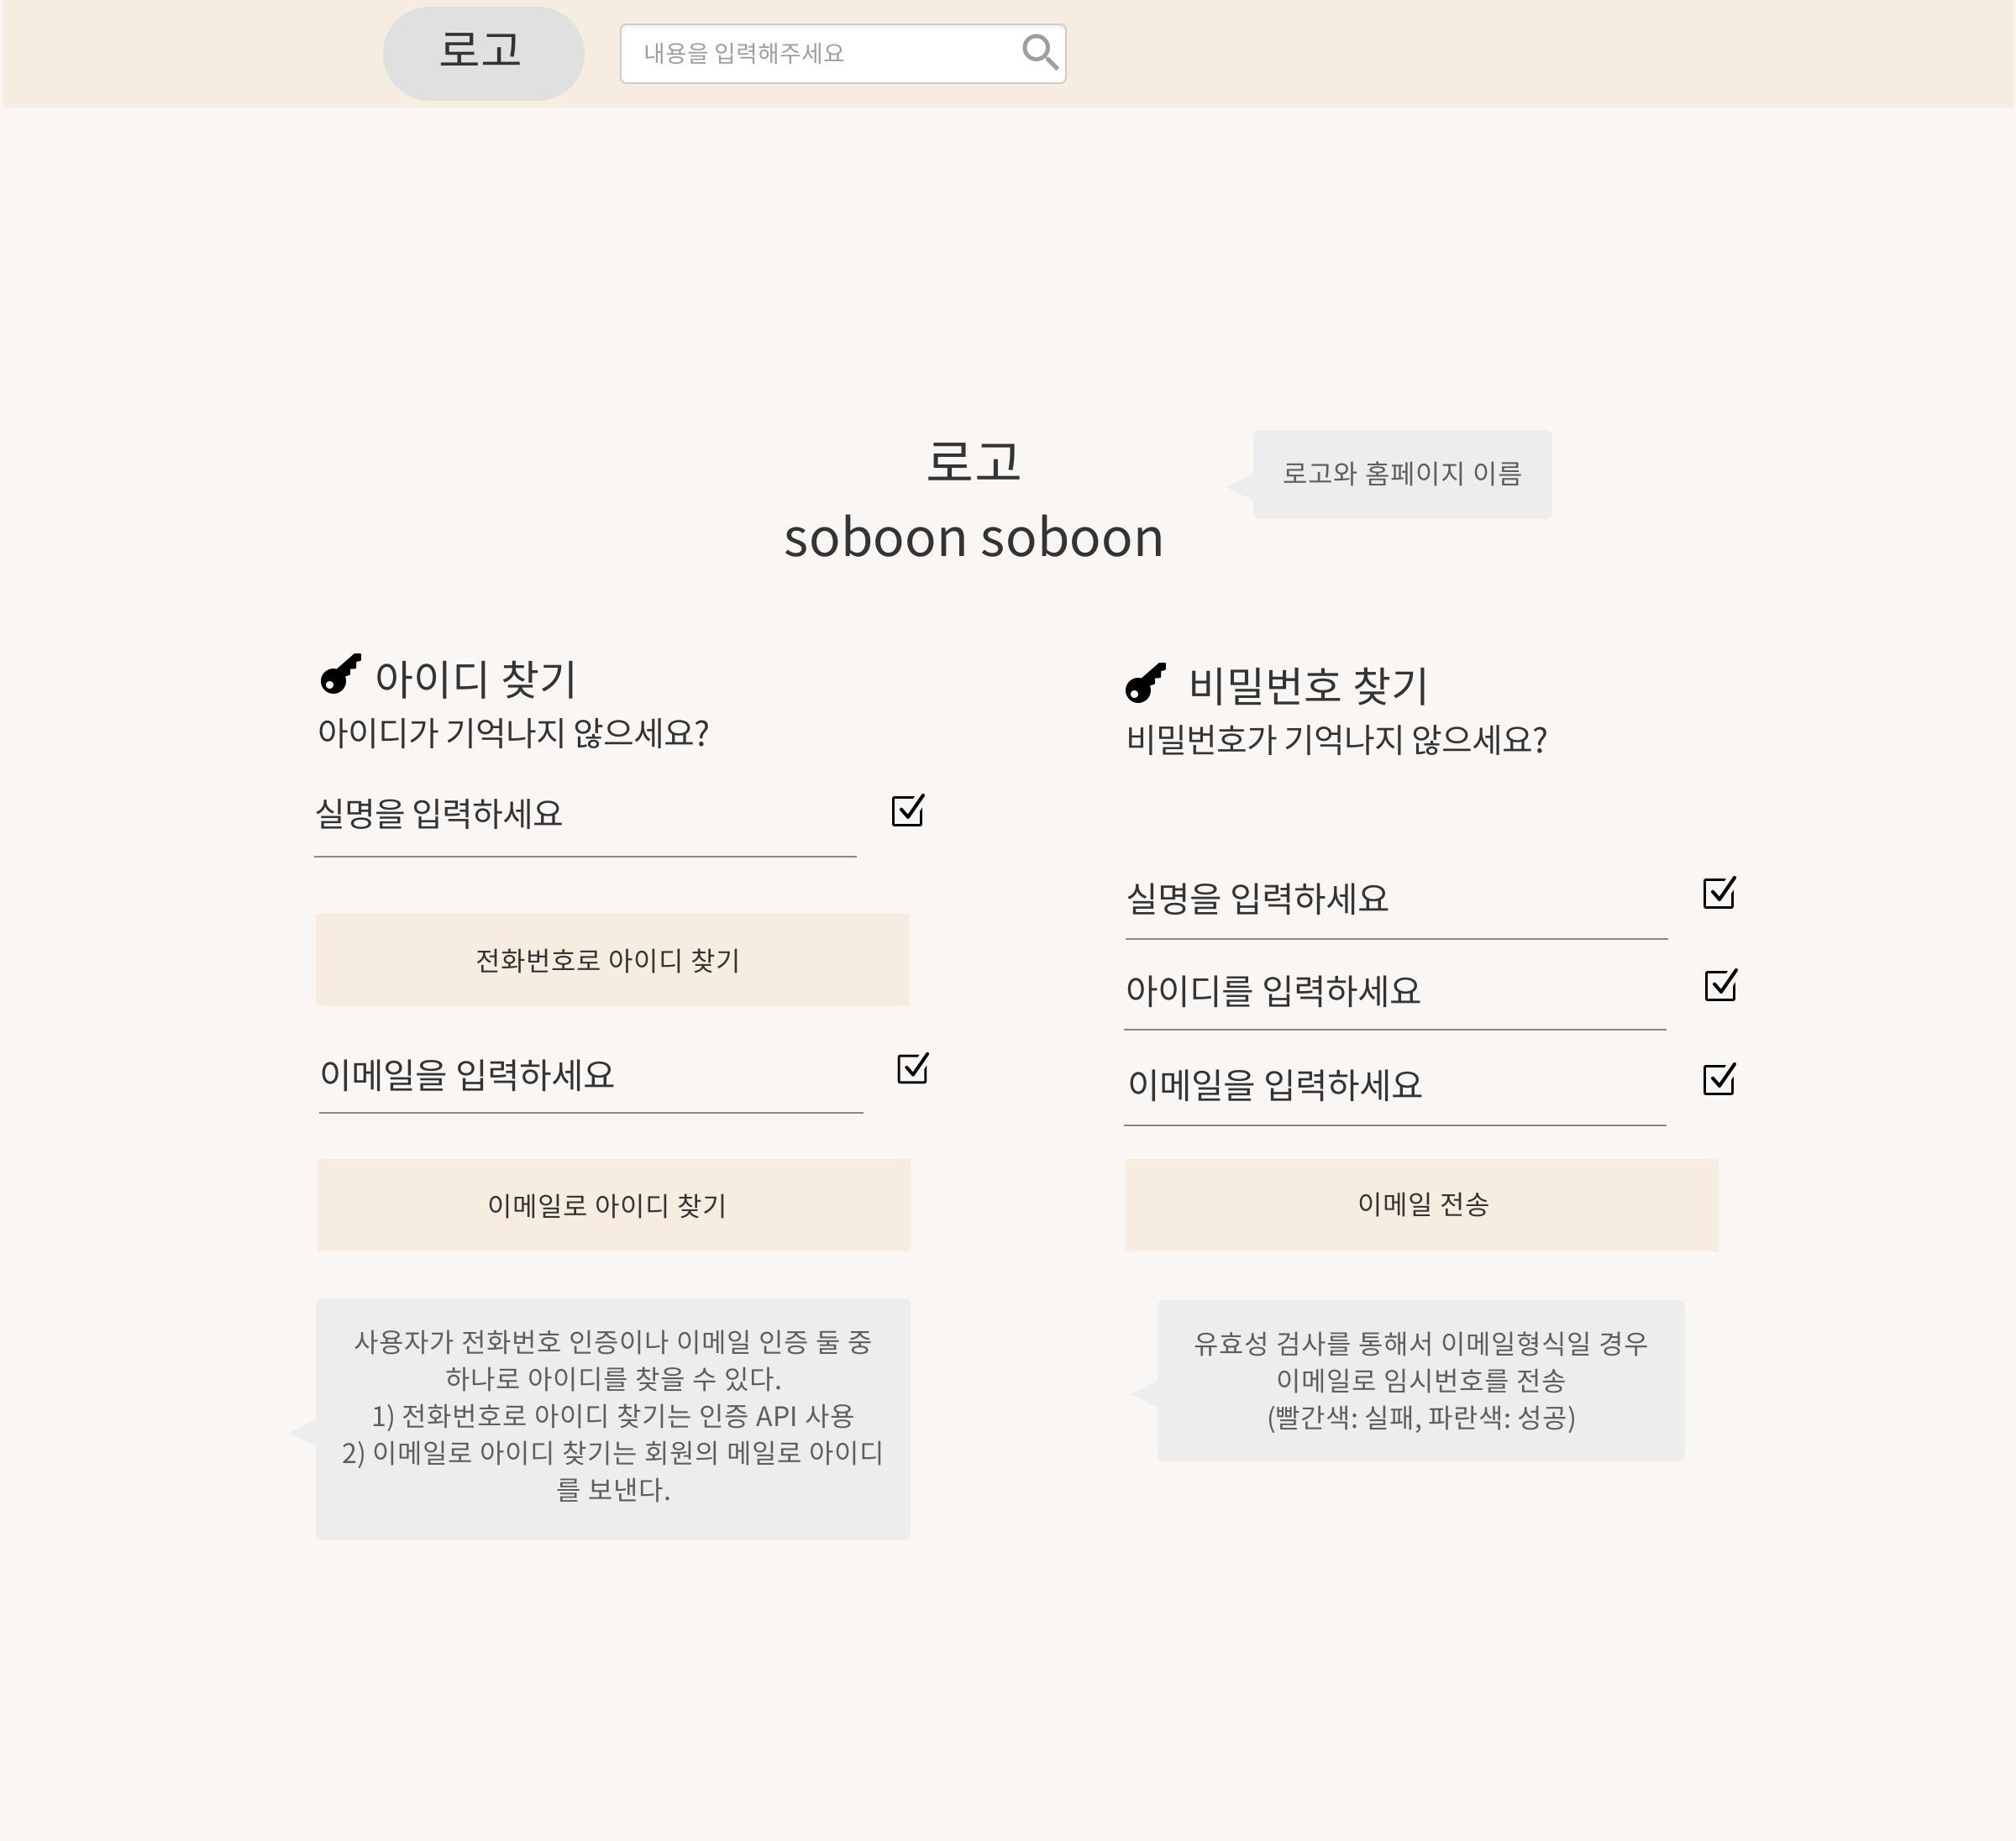 로고
내용을 입력해주세요
로고
soboon soboon
로고와 홈페이지 이름
아이디 찾기
아이디가 기억나지 않으세요?
실명을 입력하세요
전화번호로 아이디 찾기
이메일을 입력하세요
이메일로 아이디 찾기
사용자가 전화번호 인증이나 이메일 인증 둘 중
하나로 아이디를 찾을 수 있다.
1) 전화번호로 아이디 찾기는 인증 API 사용
2) 이메일로 아이디 찾기는 회원의 메일로 아이디
를 보낸다.
비밀번호 찾기
비밀번호가 기억나지 않으세요?
실명을 입력하세요
아이디를 입력하세요
이메일을 입력하세요
이메일 전송
유효성 검사를 통해서 이메일형식일 경우
이메일로 임시번호를 전송
(빨간색: 실패, 파란색: 성공)